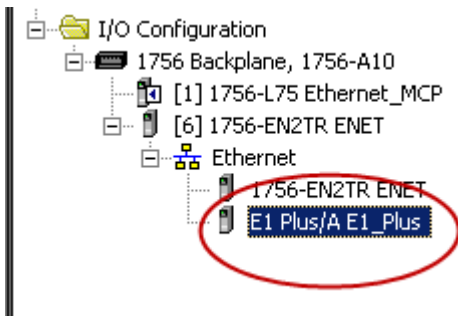 I/O Configuration
1756 Backplane, 1756-A10
[1] 1756-L75 Ethernet_MCP
[6] 1756-EN2TR ENET
Ethernet
1756-EN2TR ENET
E1 Plus/A E1_Plus